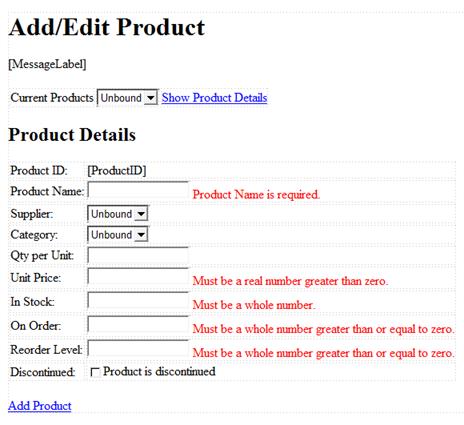 Add/Edit Product
[MessageLabel]
Current Products Unbound Show Product Details
Product Details
Product ID: [ProductID]
Product Name: Product Name is required.
Supplier: Unbound
Category: Unbound
Qty per Unit:
Unit Price: Must be a real number greater than zero.
In Stock: Must be a whole number.
On Order: Must be a whole number greater than or equal to zero.
Reorder Level: Must be a whole number greater than or equal to zero.
Discontinued: Product is discontinued
Add Product